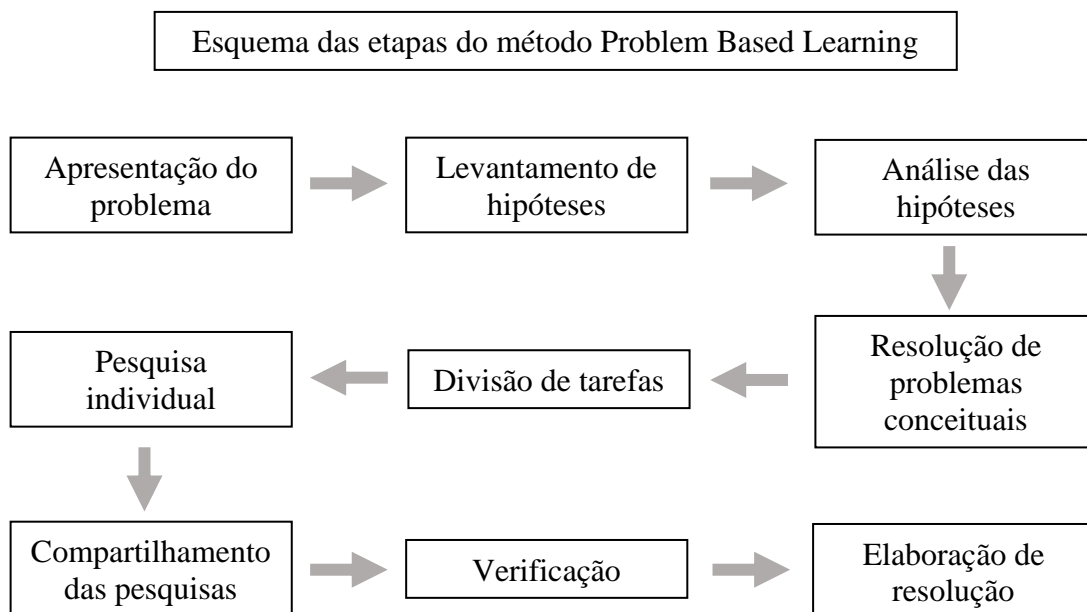 Esquema das etapas do método Problem Based Learning
Apresentação do
problema
Levantamento de
hipóteses
Análise das
hipóteses
Resolução de
problemas
conceituais
Divisão de tarefas
Pesquisa
individual
Compartilhamento
das pesquisas
Verificação
Elaboração de
resolução